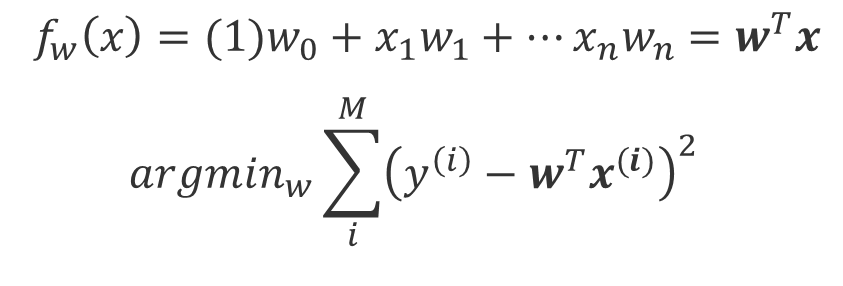 f_w(x) = (1)w_0 + x_1w_1 + ⋯ x_nw_n = w^T x
argmin_w ∑_i^M (y^(i) − w^T x^(i))^2